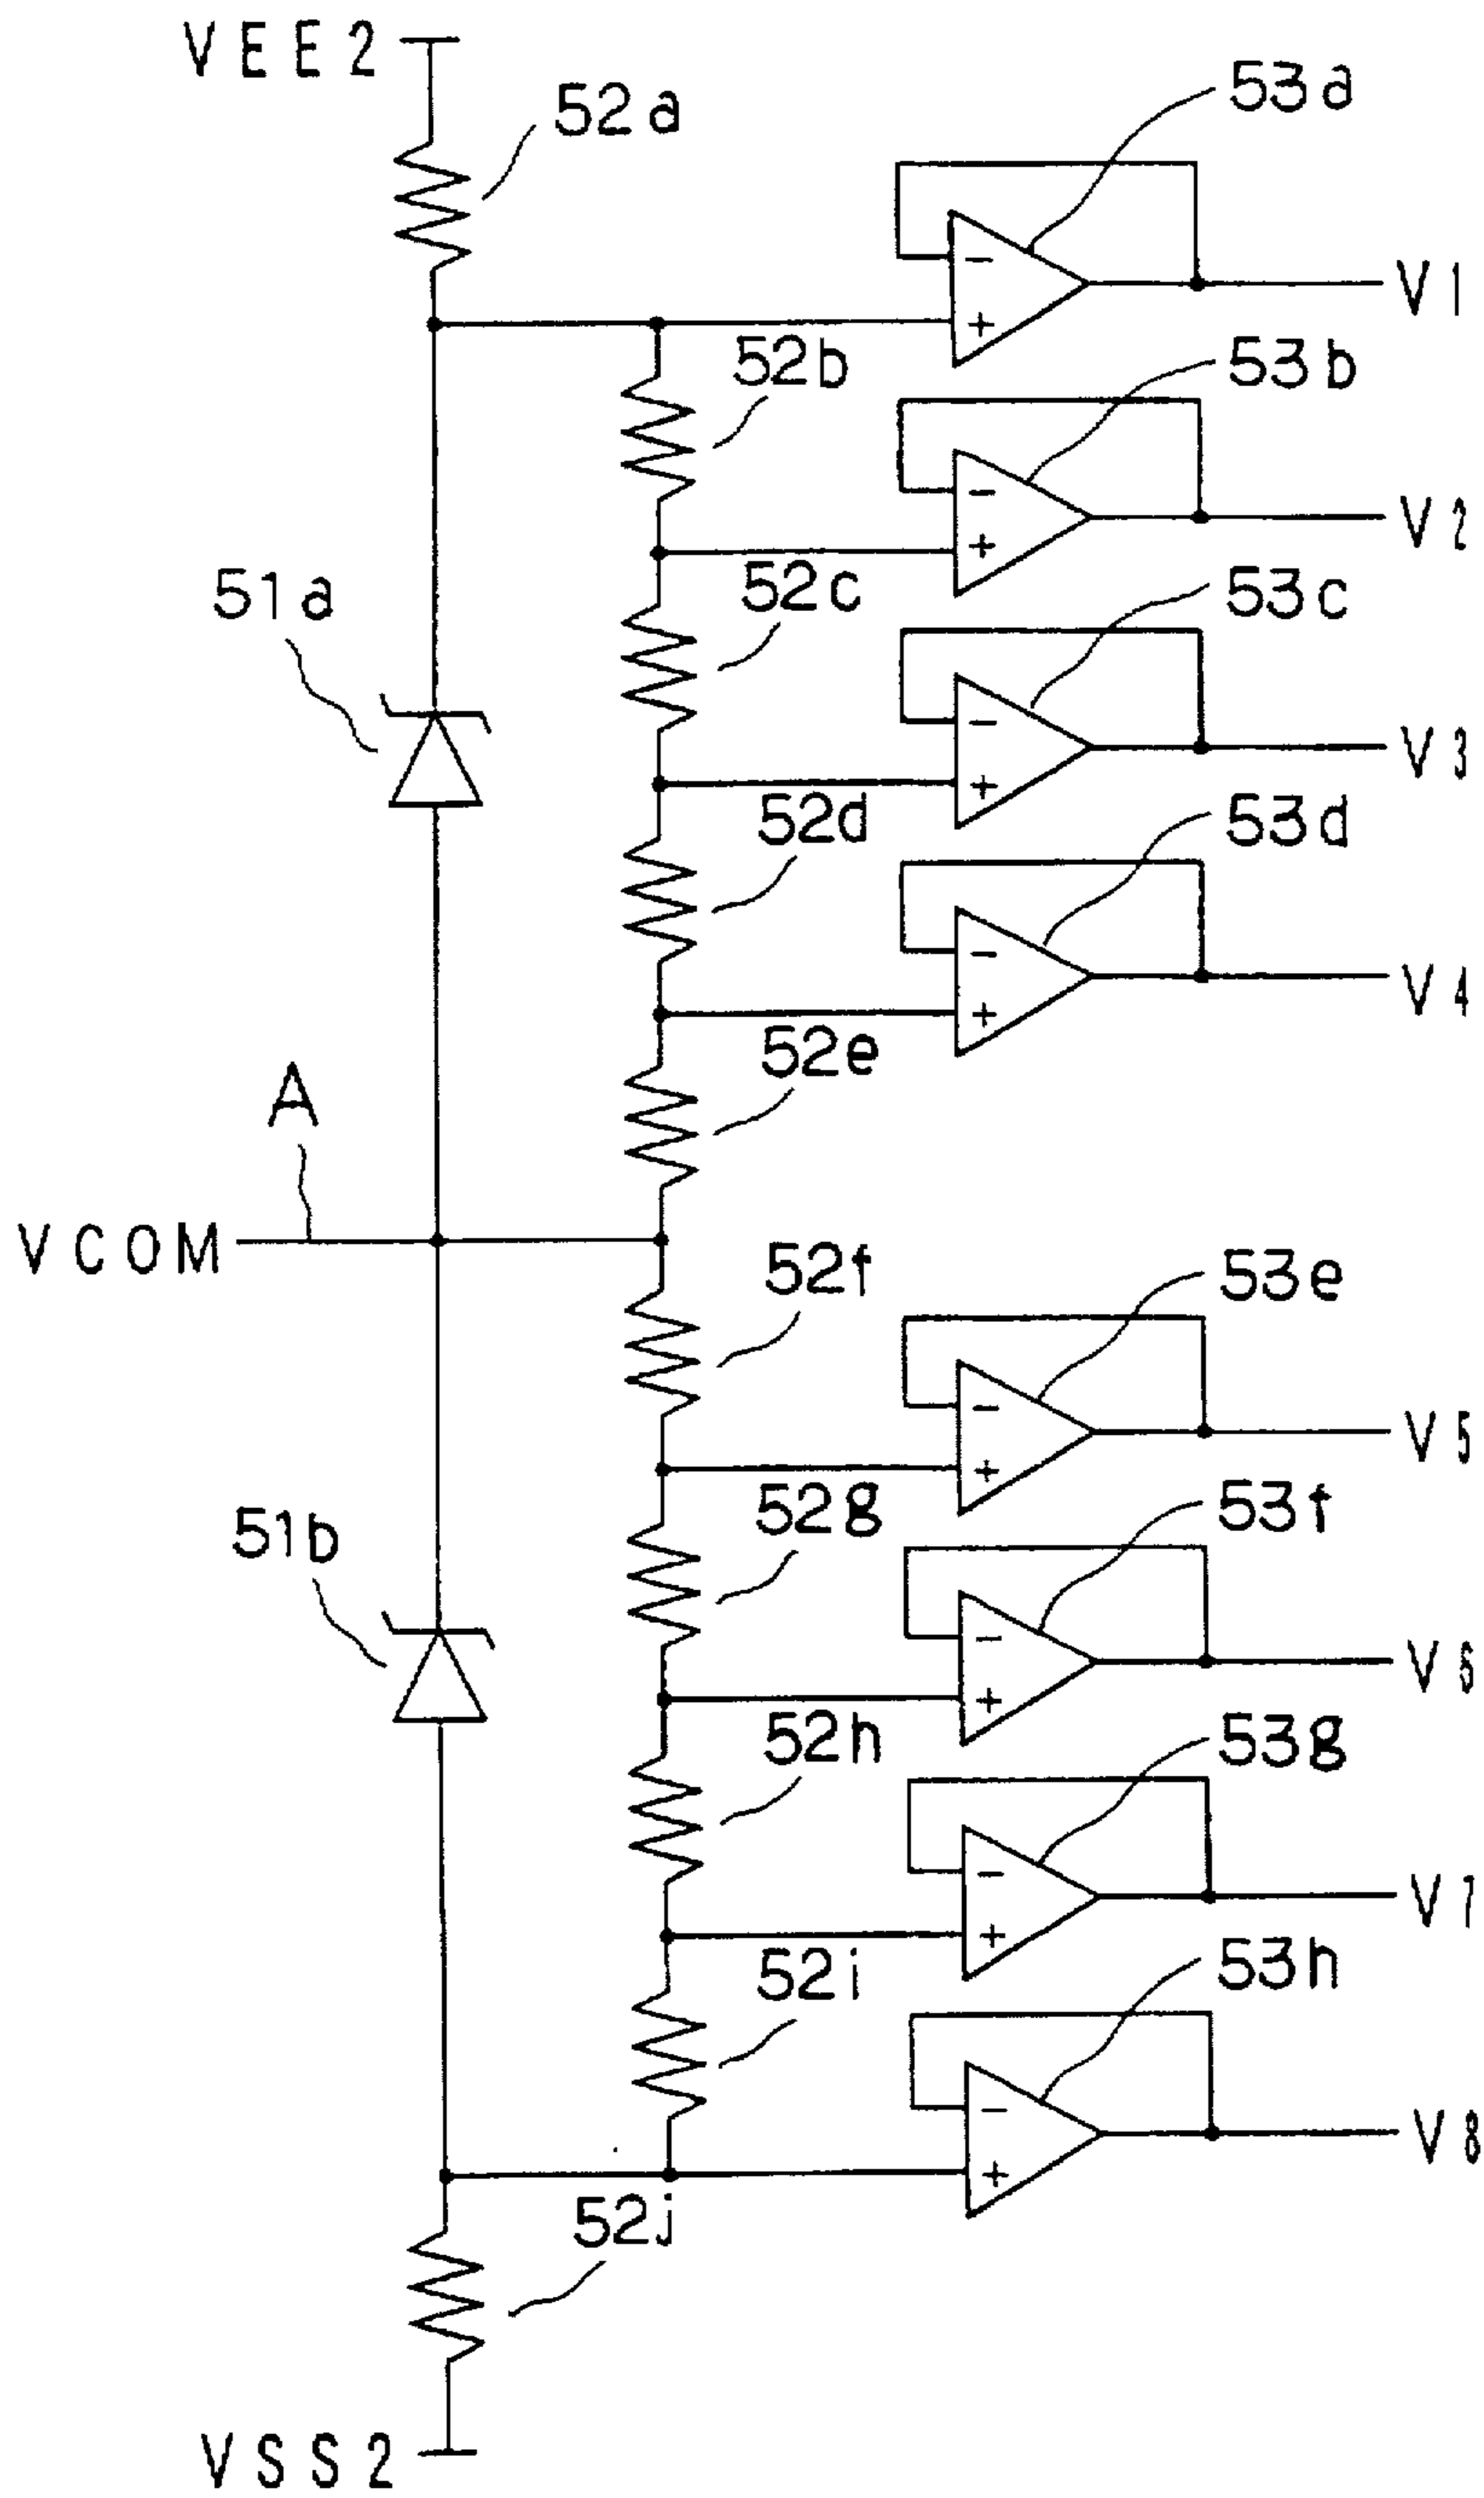 VEE2
52a
53a
V1
52b
53b
V2
51a
52c
53c
V3
52d
53d
V4
52e
A
VCOM
52f
53e
V5
51b
52g
53f
V6
52h
53g
V7
52i
53h
V8
52j
VSS2